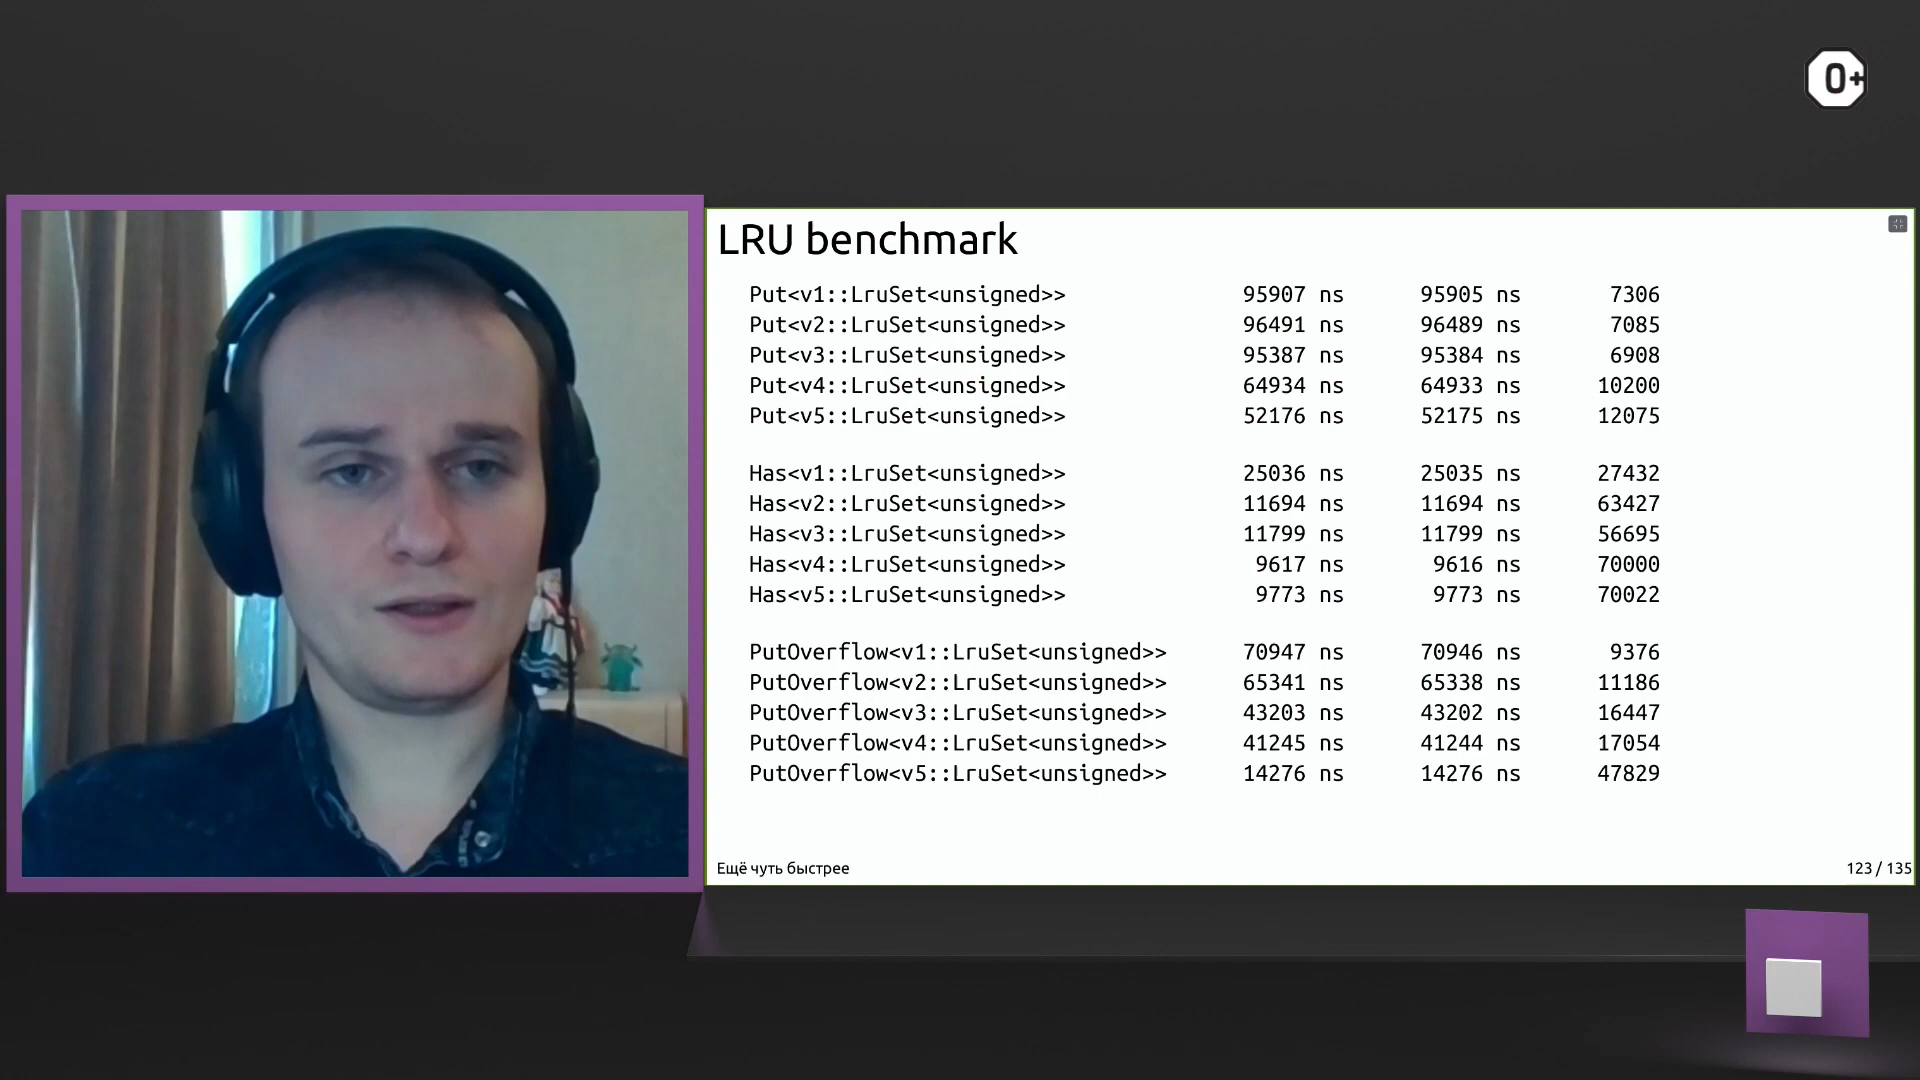 0+
LRU benchmark
Put<v1::LruSet<unsigned>> 95907 ns 95905 ns 7306
Put<v2::LruSet<unsigned>> 96491 ns 96489 ns 7085
Put<v3::LruSet<unsigned>> 95387 ns 95384 ns 6908
Put<v4::LruSet<unsigned>> 64934 ns 64933 ns 10200
Put<v5::LruSet<unsigned>> 52176 ns 52175 ns 12075
Has<v1::LruSet<unsigned>> 25036 ns 25035 ns 27432
Has<v2::LruSet<unsigned>> 11694 ns 11694 ns 63427
Has<v3::LruSet<unsigned>> 11799 ns 11799 ns 56695
Has<v4::LruSet<unsigned>> 9617 ns 9616 ns 70000
Has<v5::LruSet<unsigned>> 9773 ns 9773 ns 70022
PutOverflow<v1::LruSet<unsigned>> 70947 ns 70946 ns 9376
PutOverflow<v2::LruSet<unsigned>> 65341 ns 65338 ns 11186
PutOverflow<v3::LruSet<unsigned>> 43203 ns 43202 ns 16447
PutOverflow<v4::LruSet<unsigned>> 41245 ns 41244 ns 17054
PutOverflow<v5::LruSet<unsigned>> 14276 ns 14276 ns 47829
Ещё чуть быстрее 123 / 135